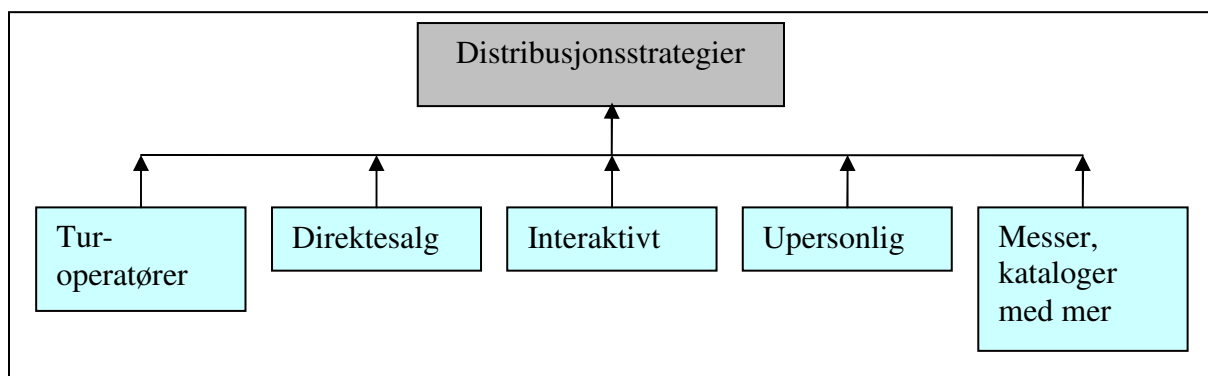 Distribusjonsstrategier
Tur-
operatører
Direktesalg
Interaktivt
Upersonlig
Messer,
kataloger
med mer